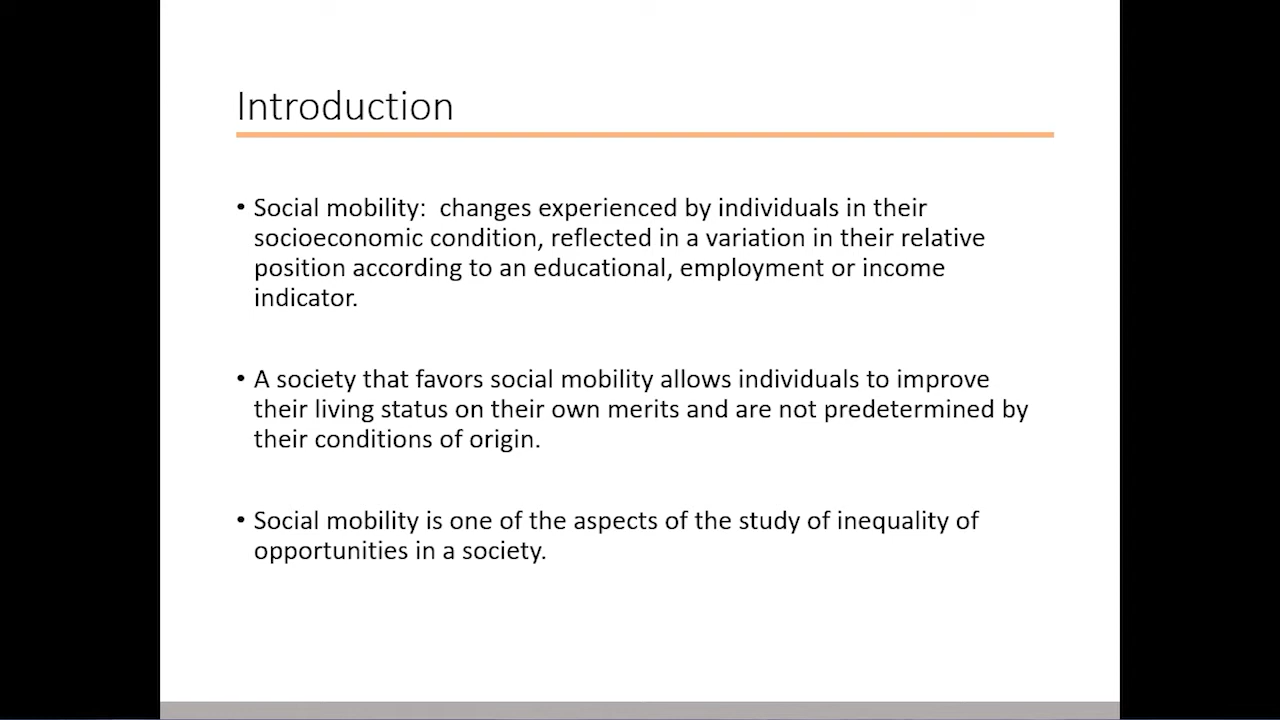 Introduction
• Social mobility:  changes experienced by individuals in their
socioeconomic condition, reflected in a variation in their relative
position according to an educational, employment or income
indicator.
• A society that favors social mobility allows individuals to improve
their living status on their own merits and are not predetermined by
their conditions of origin.
• Social mobility is one of the aspects of the study of inequality of
opportunities in a society.